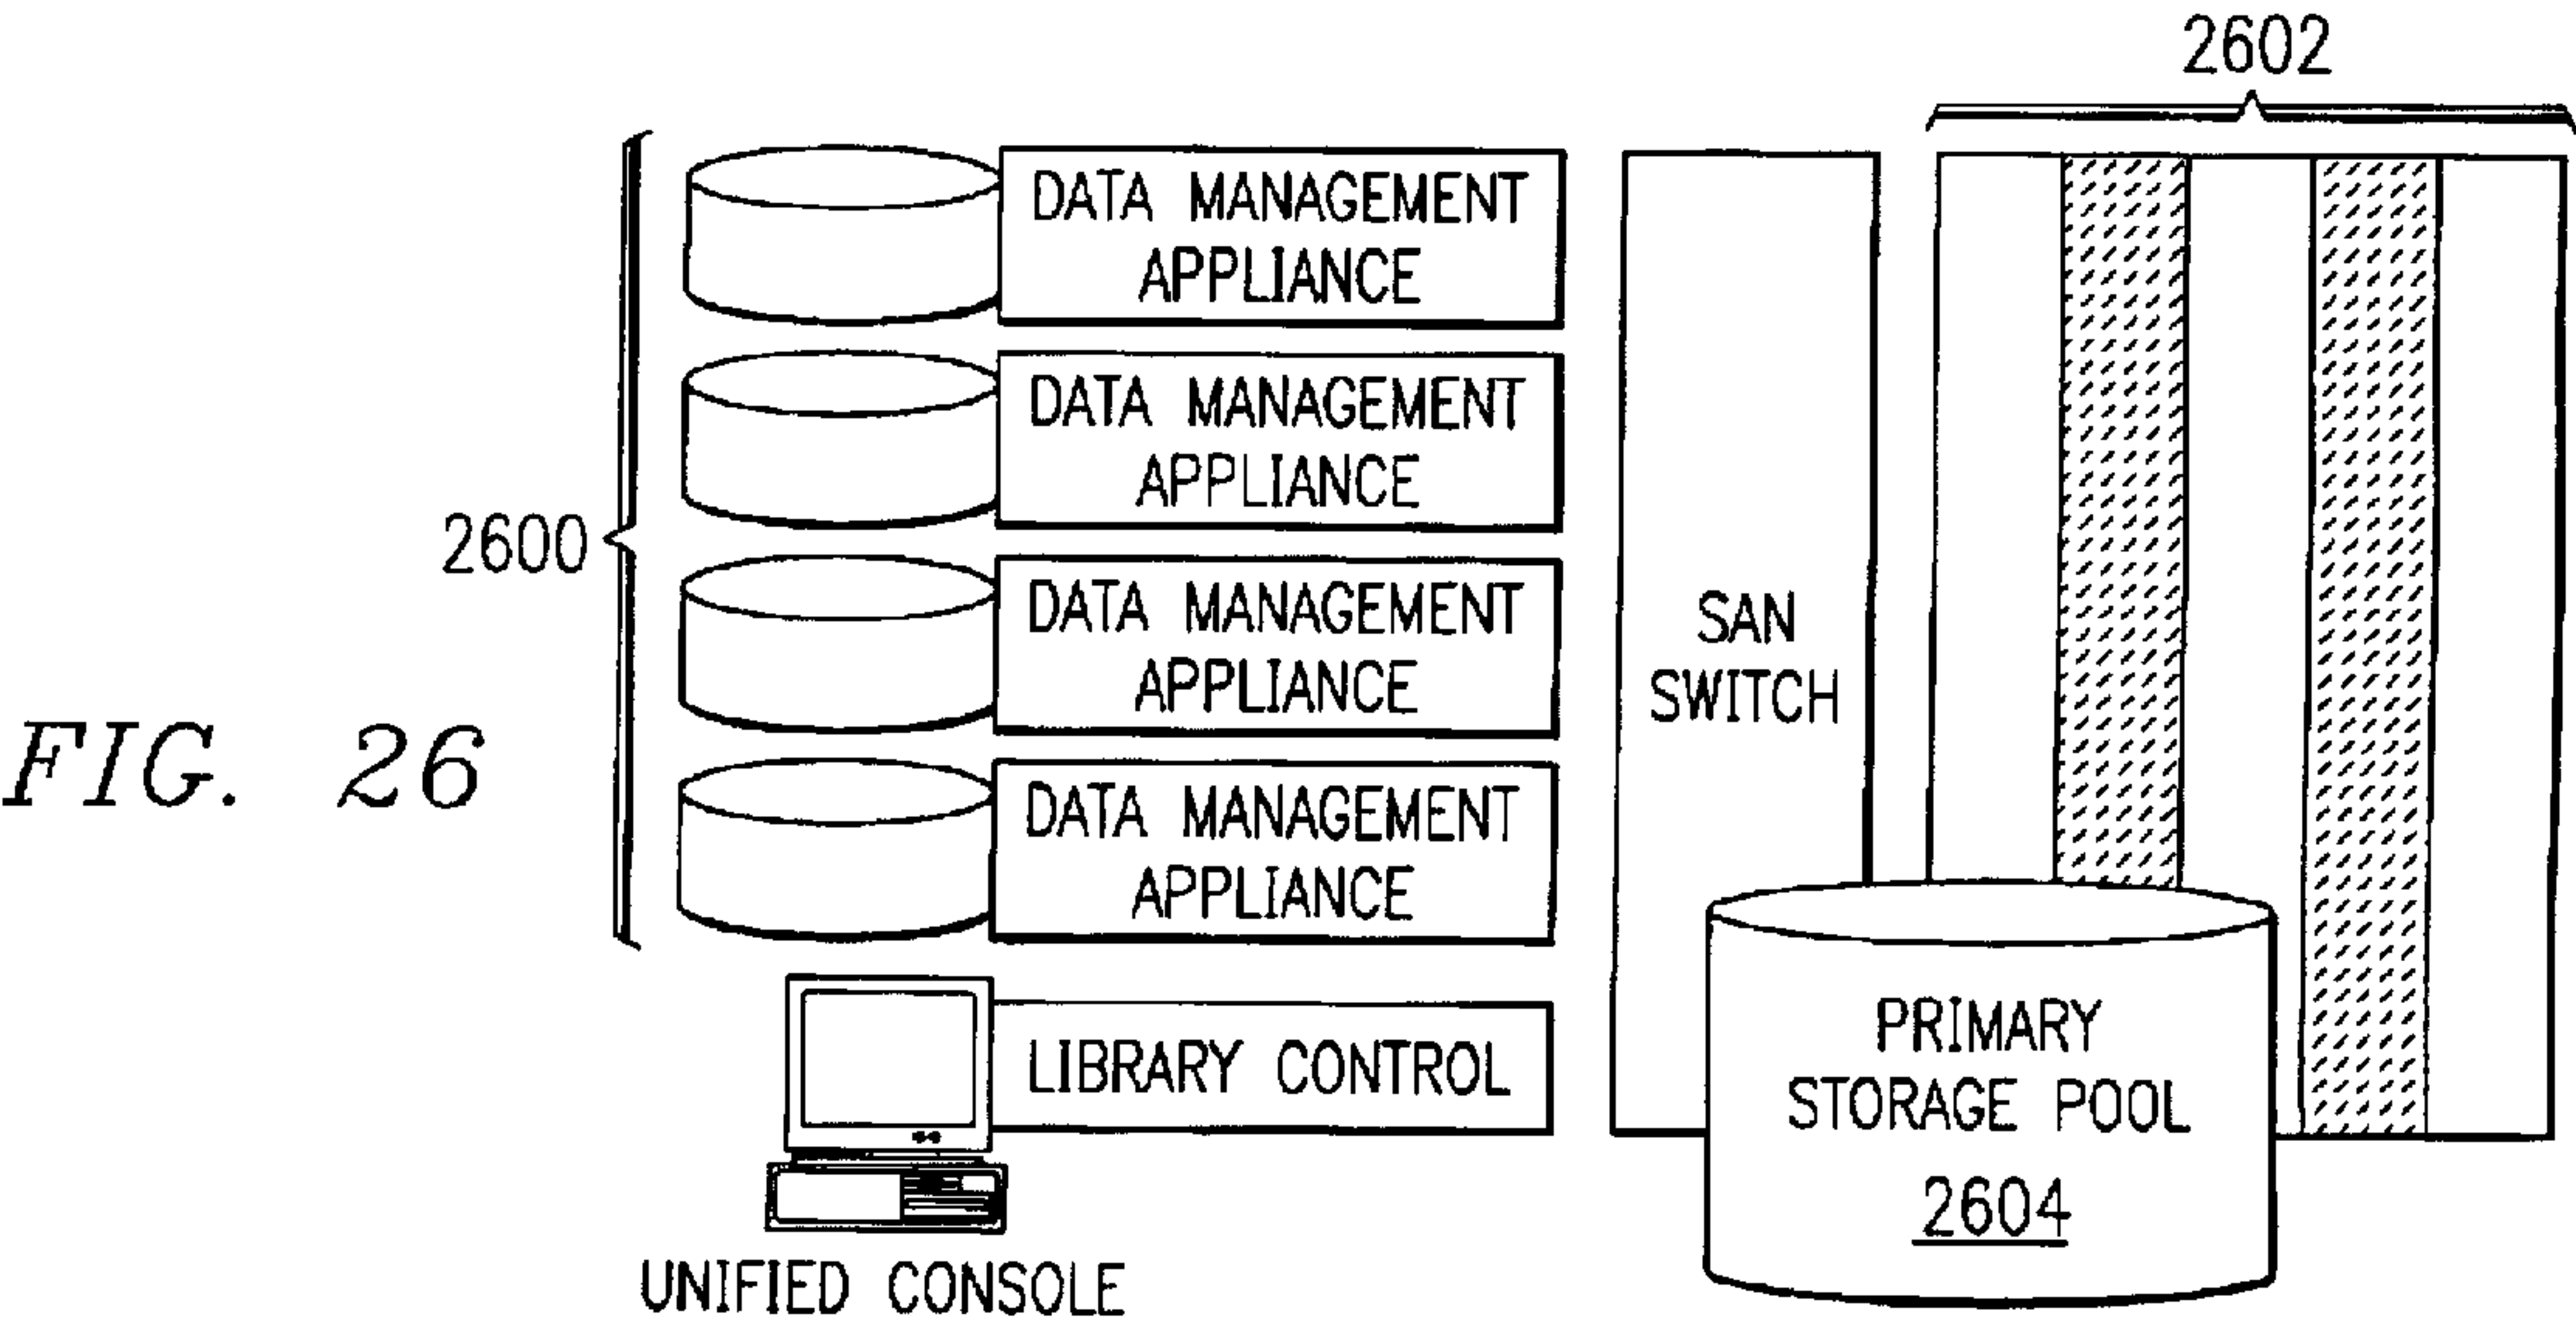 2602
DATA MANAGEMENT
APPLIANCE
DATA MANAGEMENT
APPLIANCE
2600
DATA MANAGEMENT
APPLIANCE
SAN
SWITCH
FIG. 26
DATA MANAGEMENT
APPLIANCE
LIBRARY CONTROL
PRIMARY
STORAGE POOL
2604
UNIFIED CONSOLE